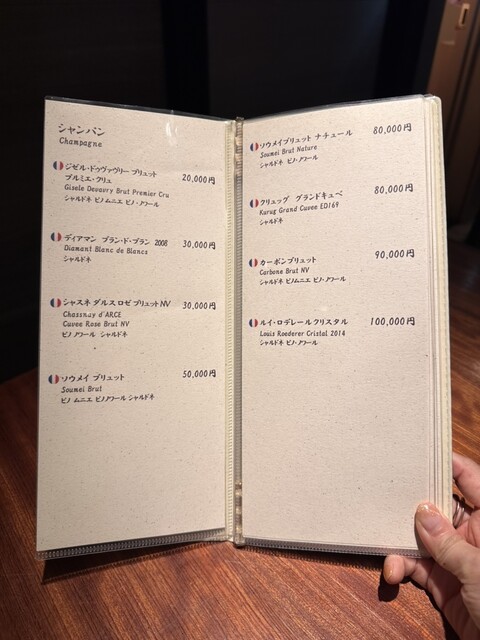 シャンパン
Champagne
ジゼル・ドゥヴァヴリー ブリュット 20,000円
プルミエ・クリュ
Gisele Devavry Brut Premier Cru
シャルドネ ピノムニエ ピノ・ノワール
ディアマン ブラン・ド・ブラン 2008 30,000円
Diamant Blanc de Blancs
シャルドネ
シャスネ ダルス ロゼ ブリュットNV 30,000円
Chassnay d'ARCE
Cuvee Rose Brut NV
ピノ ノワール シャルドネ
ソウメイ ブリュット 50,000円
Soumei Brut
ピノ ムニエ ピノノワール シャルドネ
ソウメイブリュット ナチュール 80,000円
Soumei Brut Nature
シャルドネ ピノ・ノワール
クリュッグ グランドキュベ 80,000円
Kurug Grand Cuvee ED169
シャルドネ
カーボンブリュット 90,000円
Carbone Brut NV
シャルドネ ピノムニエ ピノ・ノワール
ルイ・ロデレールクリスタル 100,000円
Louis Roederer Cristal 2014
シャルドネ ピノ・ノワール